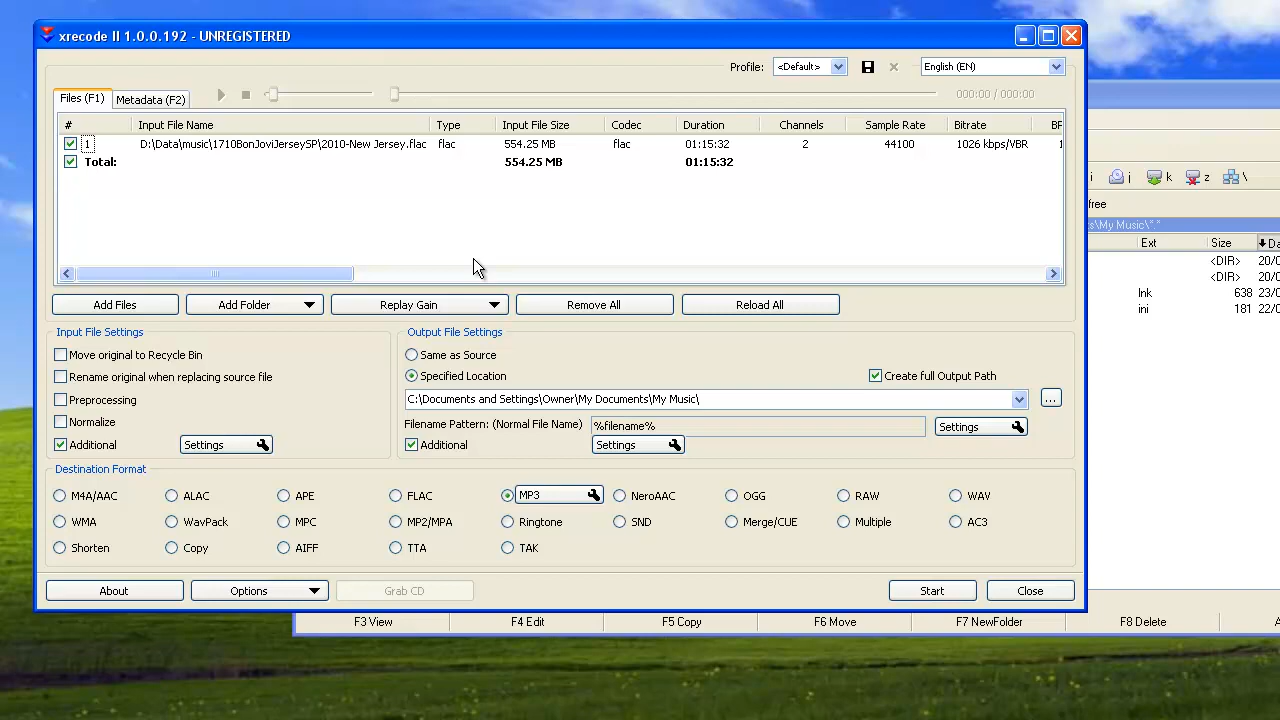 xrecode II 1.0.0.192 - UNREGISTERED
Profile: <Default> English (EN)
Files (F1) Metadata (F2) 000:00 / 000:00
# Input File Name Type Input File Size Codec Duration Channels Sample Rate Bitrate
1 D:\Data\music\1710BonJoviJersey5P\2010-New Jersey.flac flac 554.25 MB flac 01:15:32 2 44100 1026 kbps/VBR
Total: 554.25 MB 01:15:32
Add Files Add Folder Replay Gain Remove All Reload All
Input File Settings
Move original to Recycle Bin
Rename original when replacing source file
Preprocessing
Normalize
Additional Settings
Output File Settings
Same as Source
Specified Location Create full Output Path
C:\Documents and Settings\Owner\My Documents\My Music\ ...
Filename Pattern: (Normal File Name) %filename% Settings
Additional Settings
Destination Format
M4A/AAC ALAC APE FLAC MP3 NeroAAC OGG RAW WAV
WMA WavPack MPC MP2/MPA Ringtone SND Merge/CUE Multiple AC3
Shorten Copy AIFF TTA TAK
About Options Grab CD Start Close
i j k z \
free
s\My Music\*.*
Ext Size
<DIR> 20/0
<DIR> 20/0
lnk 638 23/0
ini 181 22/0
F3 View F4 Edit F5 Copy F6 Move F7 NewFolder F8 Delete